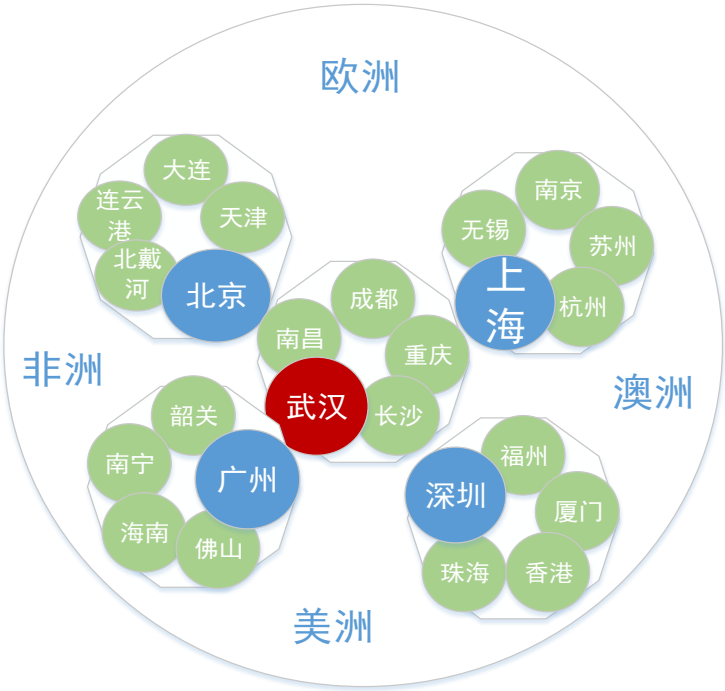 欧洲
大连
连云
港
天津
北戴
河
北京
南京
无锡
苏州
上
海
杭州
成都
南昌
重庆
武汉
长沙
非洲
澳洲
韶关
南宁
广州
海南
佛山
福州
深圳
厦门
珠海
香港
美洲